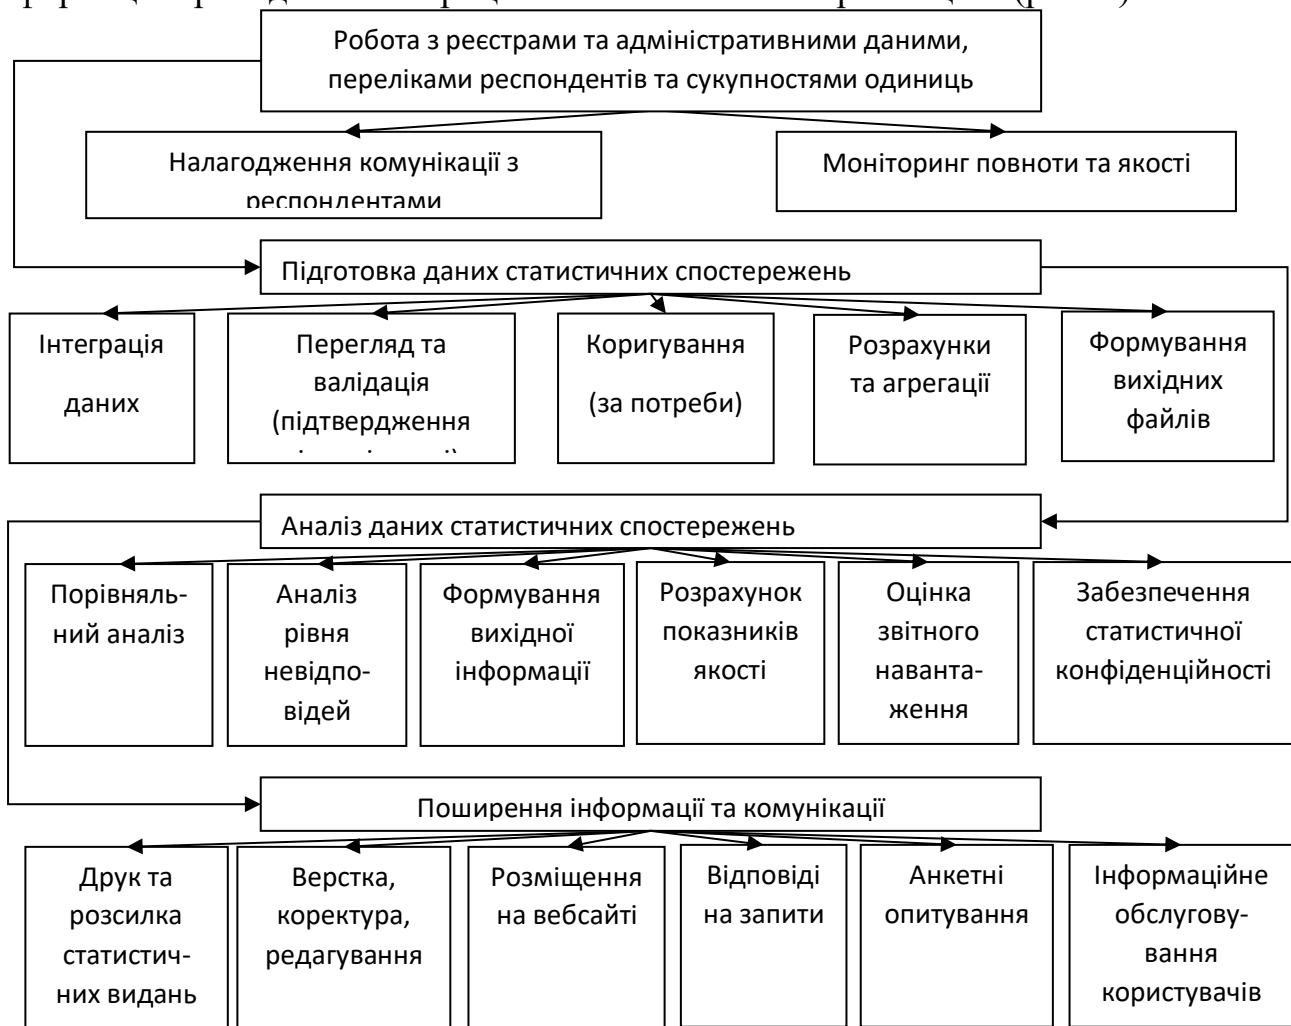 Робота з реєстрами та адміністративними даними,
переліками респондентів та сукупностями одиниць
Налагодження комунікації з
респондентами
Моніторинг повноти та якості
Підготовка даних статистичних спостережень
Інтеграція
даних
Перегляд та
валідація
(підтвердження
Коригування
(за потреби)
Розрахунки
та агрегації
Формування
вихідних
файлів
Аналіз даних статистичних спостережень
Порівняль-
ний аналіз
Аналіз
рівня
невідпо-
відей
Формування
вихідної
інформації
Розрахунок
показників
якості
Оцінка
звітного
наванта-
ження
Забезпечення
статистичної
конфіденційності
Поширення інформації та комунікації
Друк та
розсилка
статистич-
них видань
Верстка,
коректура,
редагування
Розміщення
на вебсайті
Відповіді
на запити
Анкетні
опитування
Інформаційне
обслугову-
вання
користувачів